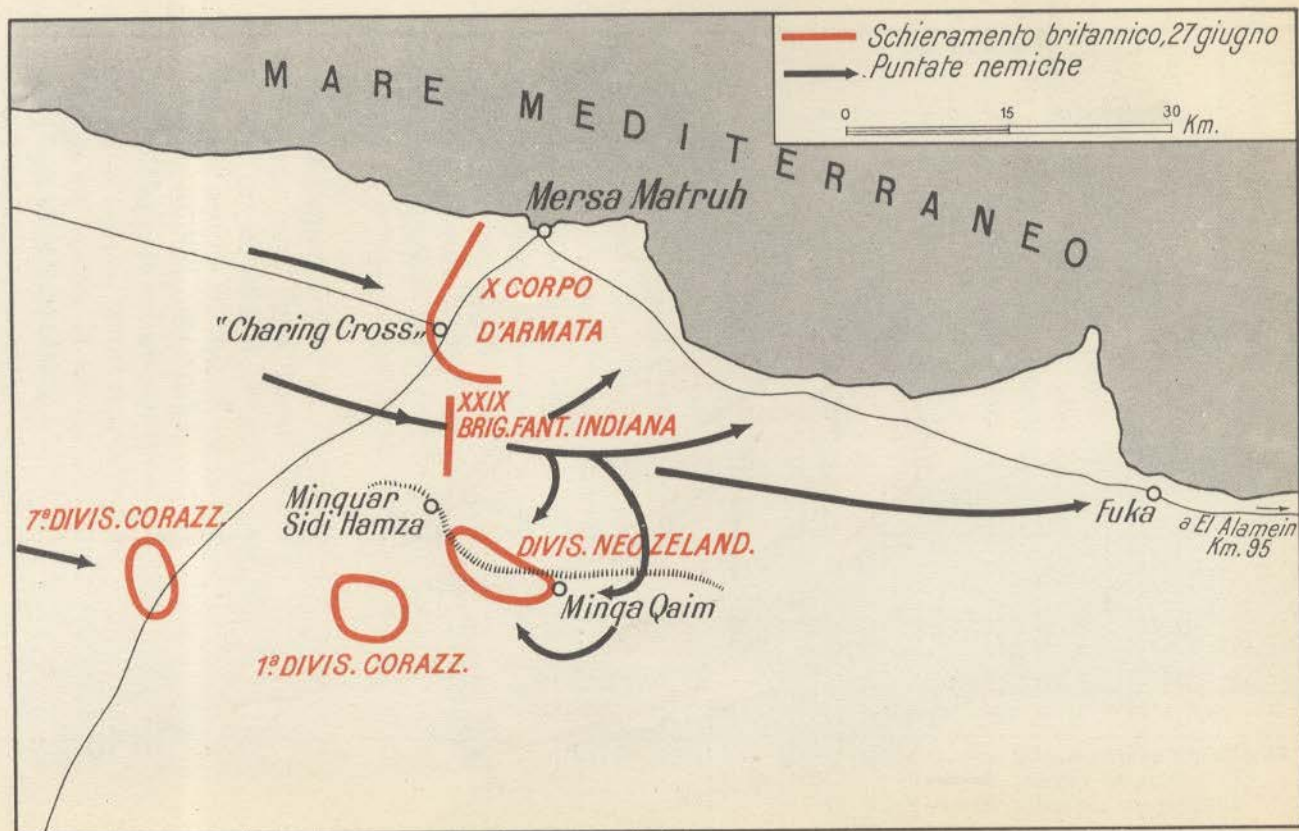 Schieramento britannico, 27 giugno
Puntate nemiche
0 15 30
Km.
MARE MEDITERRANEO
Mersa Matruh
X CORPO
D'ARMATA
"Charing Cross„
XXIX
BRIG. FANT. INDIANA
Minquar
Sidi Hamza
7ª DIVIS. CORAZZ.
DIVIS. NEOZELAND.
Fuka
a El Alamein
Km. 95
Minqa Qaim
1ª DIVIS. CORAZZ.